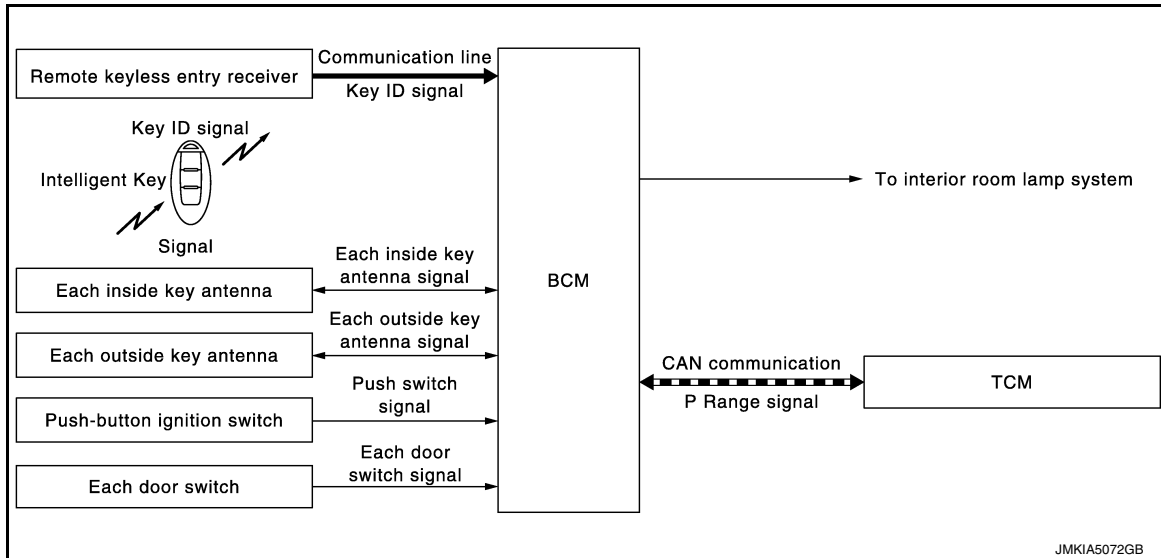 Remote keyless entry receiver
Communication line
Key ID signal
Key ID signal
Intelligent Key
Signal
Each inside key antenna
Each inside key
antenna signal
Each outside key antenna
Each outside key
antenna signal
Push-button ignition switch
Push switch
signal
Each door switch
Each door
switch signal
BCM
To interior room lamp system
CAN communication
P Range signal
TCM
JMKIA5072GB